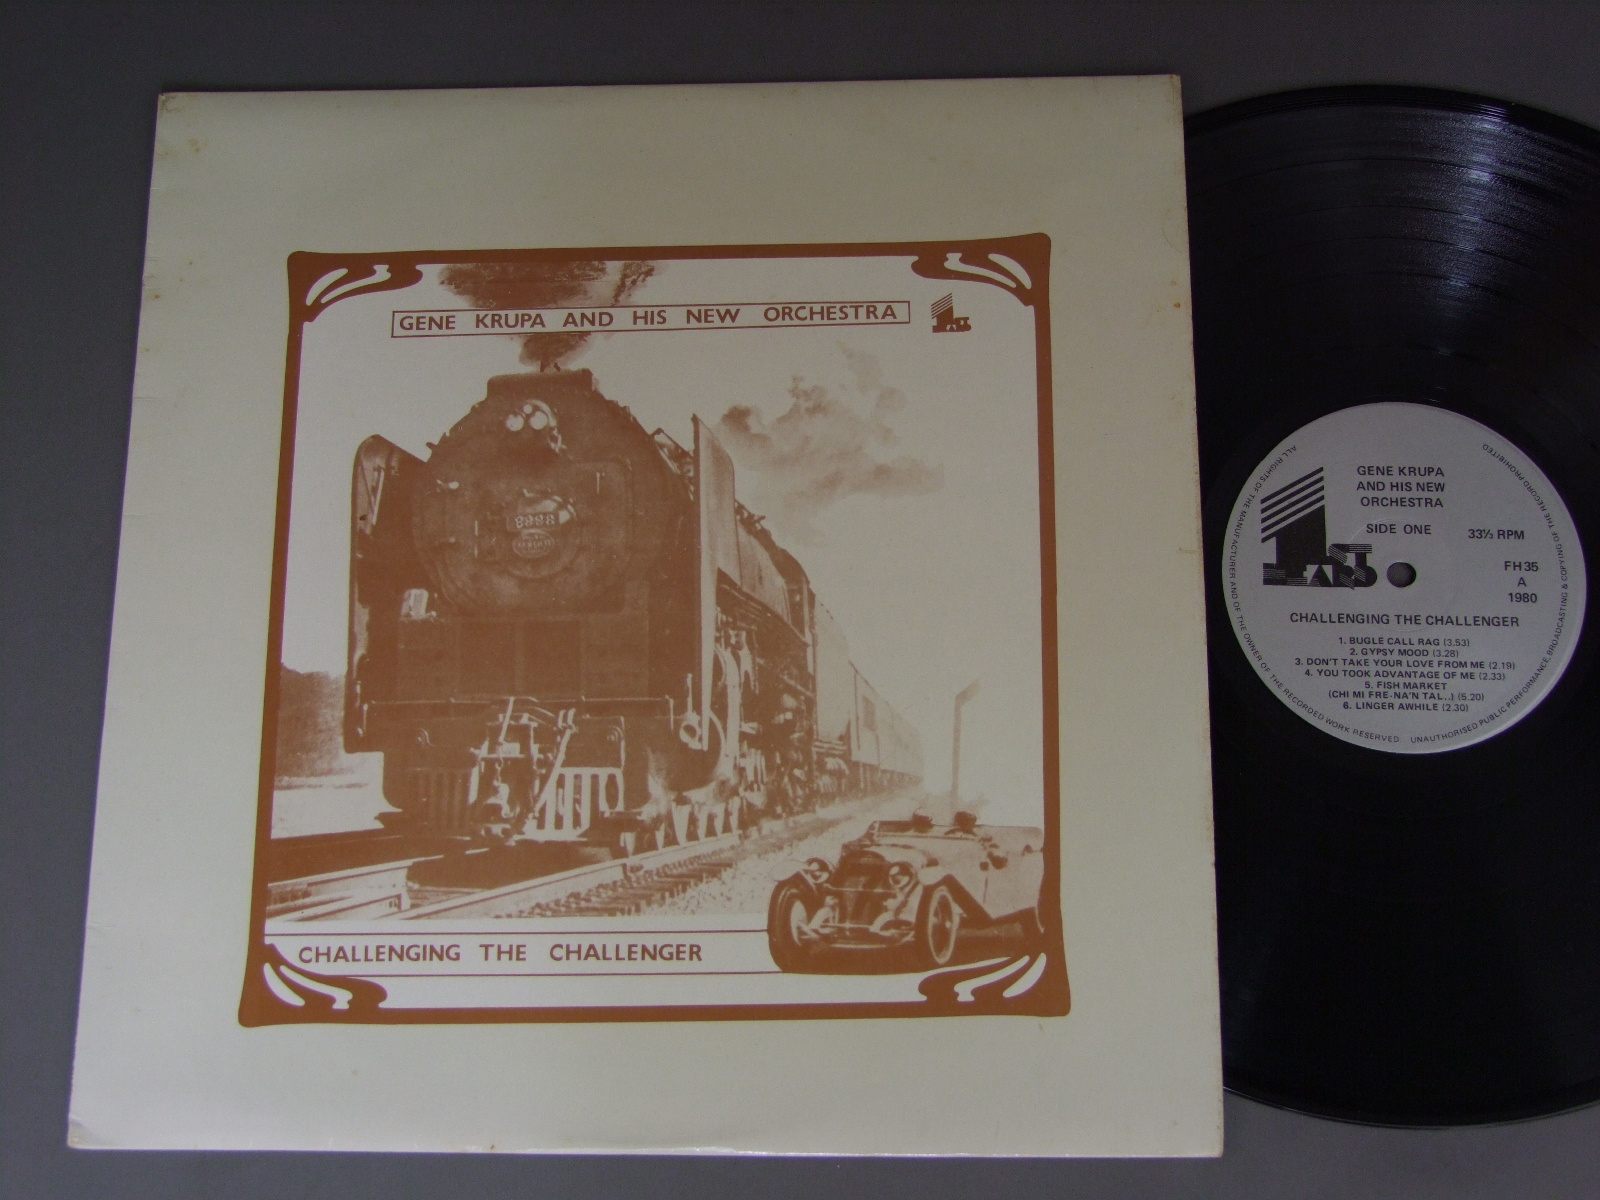 GENE KRUPA AND HIS NEW ORCHESTRA
CHALLENGING THE CHALLENGER
GENE KRUPA
AND HIS NEW
ORCHESTRA
SIDE ONE
33⅓ RPM
FH35
A
1980
1ST
EARS
CHALLENGING THE CHALLENGER
1. BUGLE CALL RAG (3.53)
2. GYPSY MOOD (3.28)
3. DON'T TAKE YOUR LOVE FROM ME (2.19)
4. YOU TOOK ADVANTAGE OF ME (2.33)
5. FISH MARKET
(CHI MI FRE-NA'N TAL..) (5.20)
6. LINGER AWHILE (2.30)
ALL RIGHTS OF THE MANUFACTURER AND OF THE OWNER OF THE RECORDED WORK RESERVED UNAUTHORISED PUBLIC PERFORMANCE, BROADCASTING & COPYING OF THE RECORD PROHIBITED